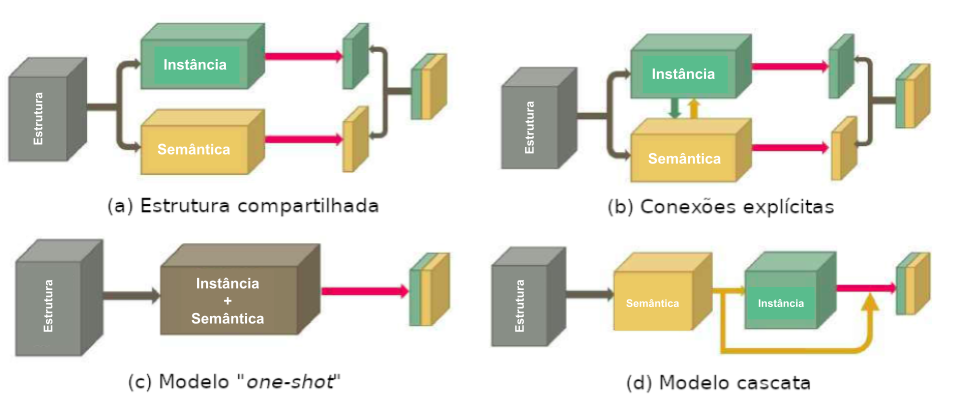 Estrutura
Instância
Semântica
(a) Estrutura compartilhada
Estrutura
Instância
Semântica
(b) Conexões explícitas
Estrutura
Instância
+
Semântica
(c) Modelo "one-shot"
Estrutura
Semântica
Instância
(d) Modelo cascata